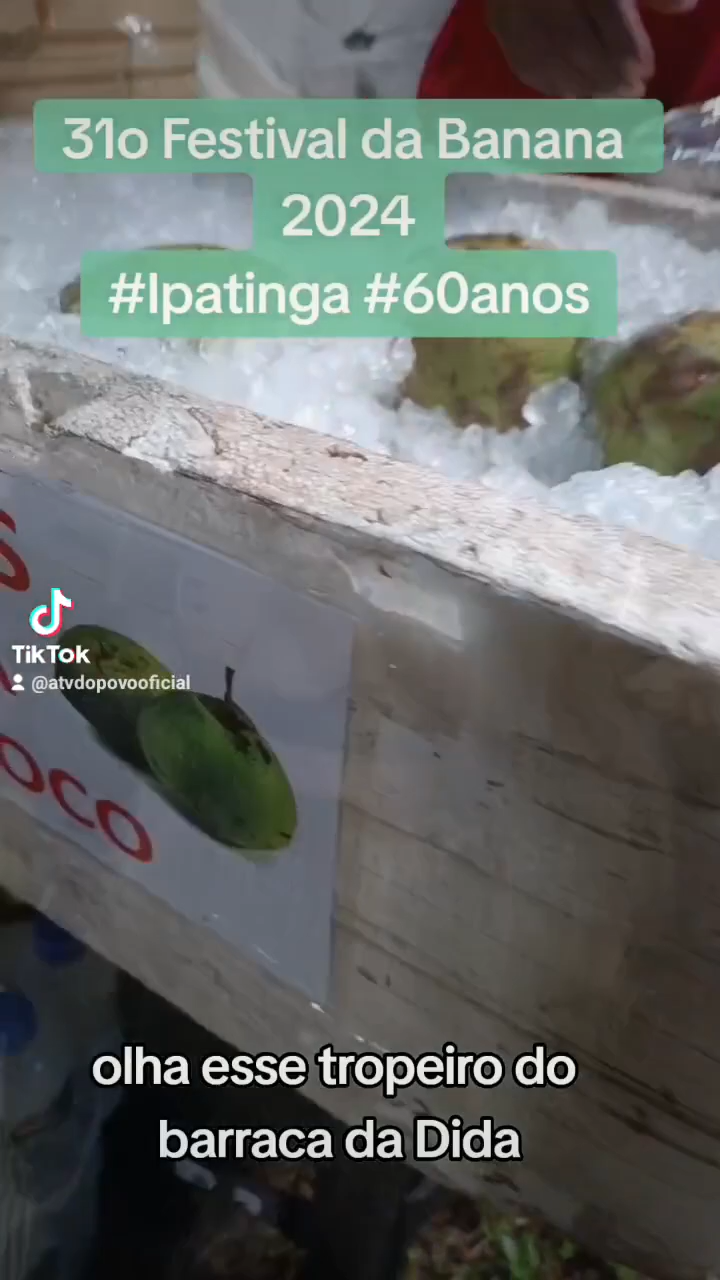 31o Festival da Banana
2024
#Ipatinga #60anos
S
TikTok
@atvdopovooficial
OCO
olha esse tropeiro do
barraca da Dida